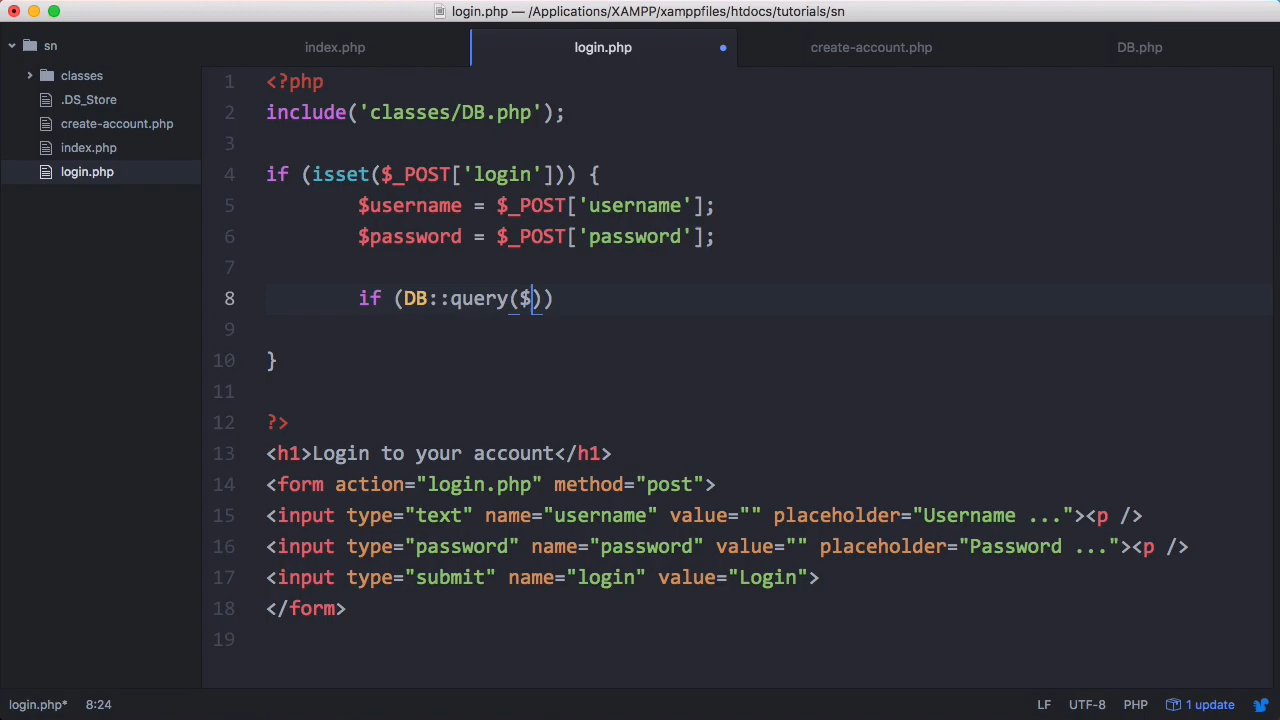 login.php — /Applications/XAMPP/xamppfiles/htdocs/tutorials/sn
sn
classes
.DS_Store
create-account.php
index.php
login.php
index.php login.php create-account.php DB.php
1 <?php
2 include('classes/DB.php');
3
4 if (isset($_POST['login'])) {
5 $username = $_POST['username'];
6 $password = $_POST['password'];
7
8 if (DB::query($))
9
10 }
11
12 ?>
13 <h1>Login to your account</h1>
14 <form action="login.php" method="post">
15 <input type="text" name="username" value="" placeholder="Username ..."><p />
16 <input type="password" name="password" value="" placeholder="Password ..."><p />
17 <input type="submit" name="login" value="Login">
18 </form>
19
login.php* 8:24 LF UTF-8 PHP 1 update